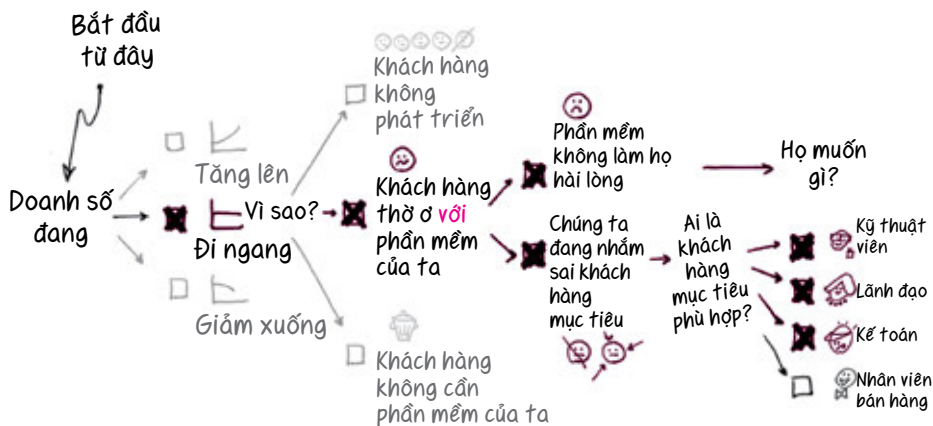 Bắt đầu
từ đây
Doanh số
đang
Tăng lên
Đi ngang
Giảm xuống
Vì sao?
Khách hàng
không
phát triển
Khách hàng
thờ ơ với
phần mềm
của ta
Khách hàng
không cần
phần mềm của ta
Phần mềm
không làm họ
hài lòng
Họ muốn
gì?
Chúng ta
đang nhắm
sai khách
hàng
mục tiêu
Ai là
khách
hàng
mục tiêu
phù hợp?
Kỹ thuật
viên
Lãnh đạo
Kế toán
Nhân viên
bán hàng